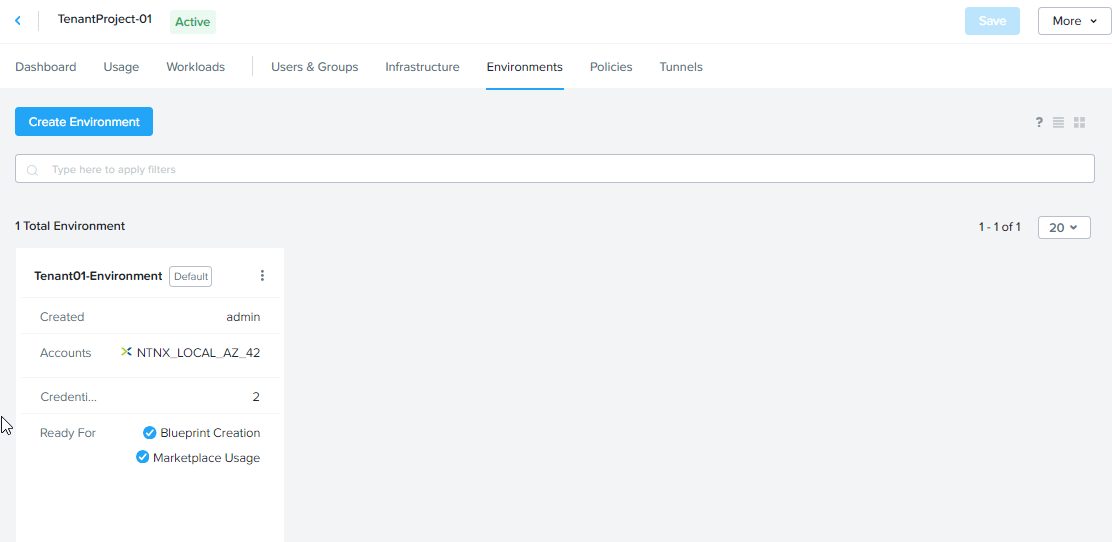 TenantProject-01 Active Save More
Dashboard Usage Workloads Users & Groups Infrastructure Environments Policies Tunnels
Create Environment ?
Type here to apply filters
1 Total Environment 1 - 1 of 1 20
Tenant01-Environment Default
Created admin
Accounts NTNX_LOCAL_AZ_42
Credenti... 2
Ready For Blueprint Creation
Marketplace Usage